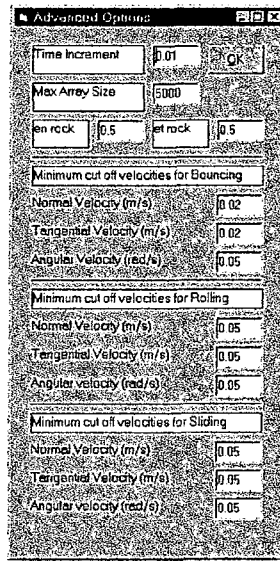 Advanced Options
Time Increment 0.01 OK
Max Array Size 5000
en rock 0.5 et rock 0.5
Minimum cut off velocities for Bouncing
Normal Velocity (m/s) 0.02
Tangential Velocity (m/s) 0.02
Angular Velocity (rad/s) 0.05
Minimum cut off velocities for Rolling
Normal Velocity (m/s) 0.05
Tangential Velocity (m/s) 0.05
Angular velocity (rad/s) 0.05
Minimum cut off velocities for Sliding
Normal Velocity (m/s) 0.05
Tangential Velocity (m/s) 0.05
Angular Velocity (rad/s) 0.05